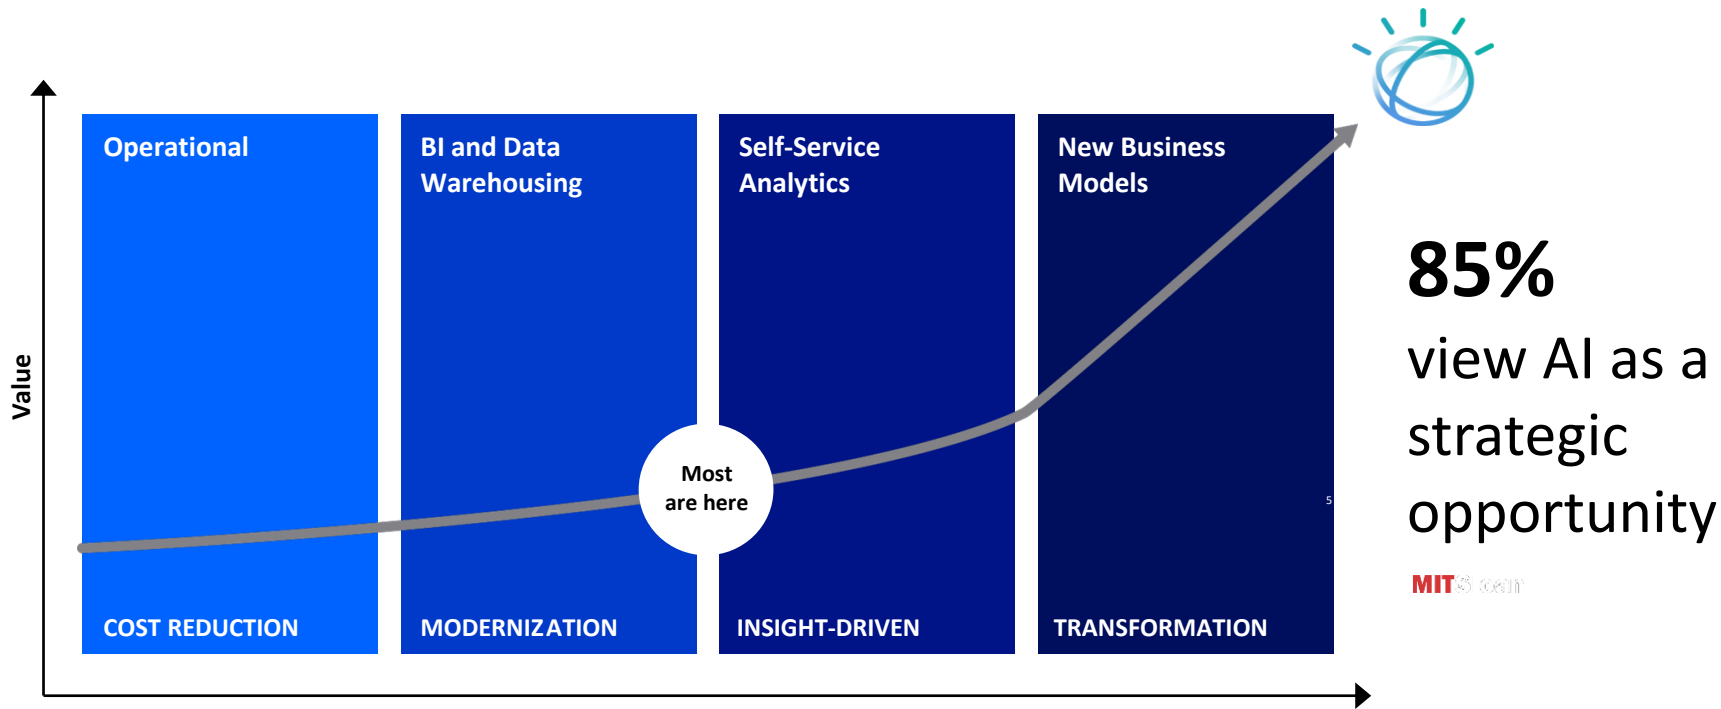 Value
Operational
COST REDUCTION
BI and Data
Warehousing
MODERNIZATION
Most
are here
Self-Service
Analytics
INSIGHT-DRIVEN
New Business
Models
5
TRANSFORMATION
85%
view AI as a
strategic
opportunity
MIT Sloan